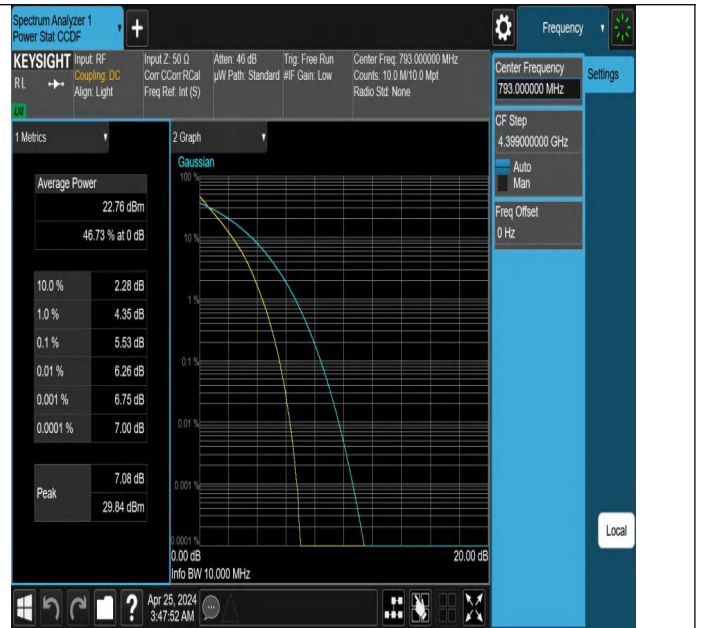 Spectrum Analyzer 1
Power Stat CCDF
+
Frequency
KEYSIGHT
RL
LXI
Input: RF
Coupling: DC
Align: Light
Input Z: 50 Ω
Corr CCorr RCal
Freq Ref: Int (S)
Atten: 46 dB
µW Path: Standard
Trig: Free Run
#IF Gain: Low
Center Freq: 793.000000 MHz
Counts: 10.0 M/10.0 Mpt
Radio Std: None
Center Frequency
793.000000 MHz
Settings
CF Step
4.399000000 GHz
Auto
Man
Freq Offset
0 Hz
Local
1 Metrics
Average Power
22.76 dBm
46.73 % at 0 dB
10.0 % 2.28 dB
1.0 % 4.35 dB
0.1 % 5.53 dB
0.01 % 6.26 dB
0.001 % 6.75 dB
0.0001 % 7.00 dB
Peak
7.08 dB
29.84 dBm
2 Graph
Gaussian
100 %
10 %
1 %
0.1 %
0.01 %
0.001 %
0.0001 %
0.00 dB 20.00 dB
Info BW 10.000 MHz
?
Apr 25, 2024
3:47:52 AM